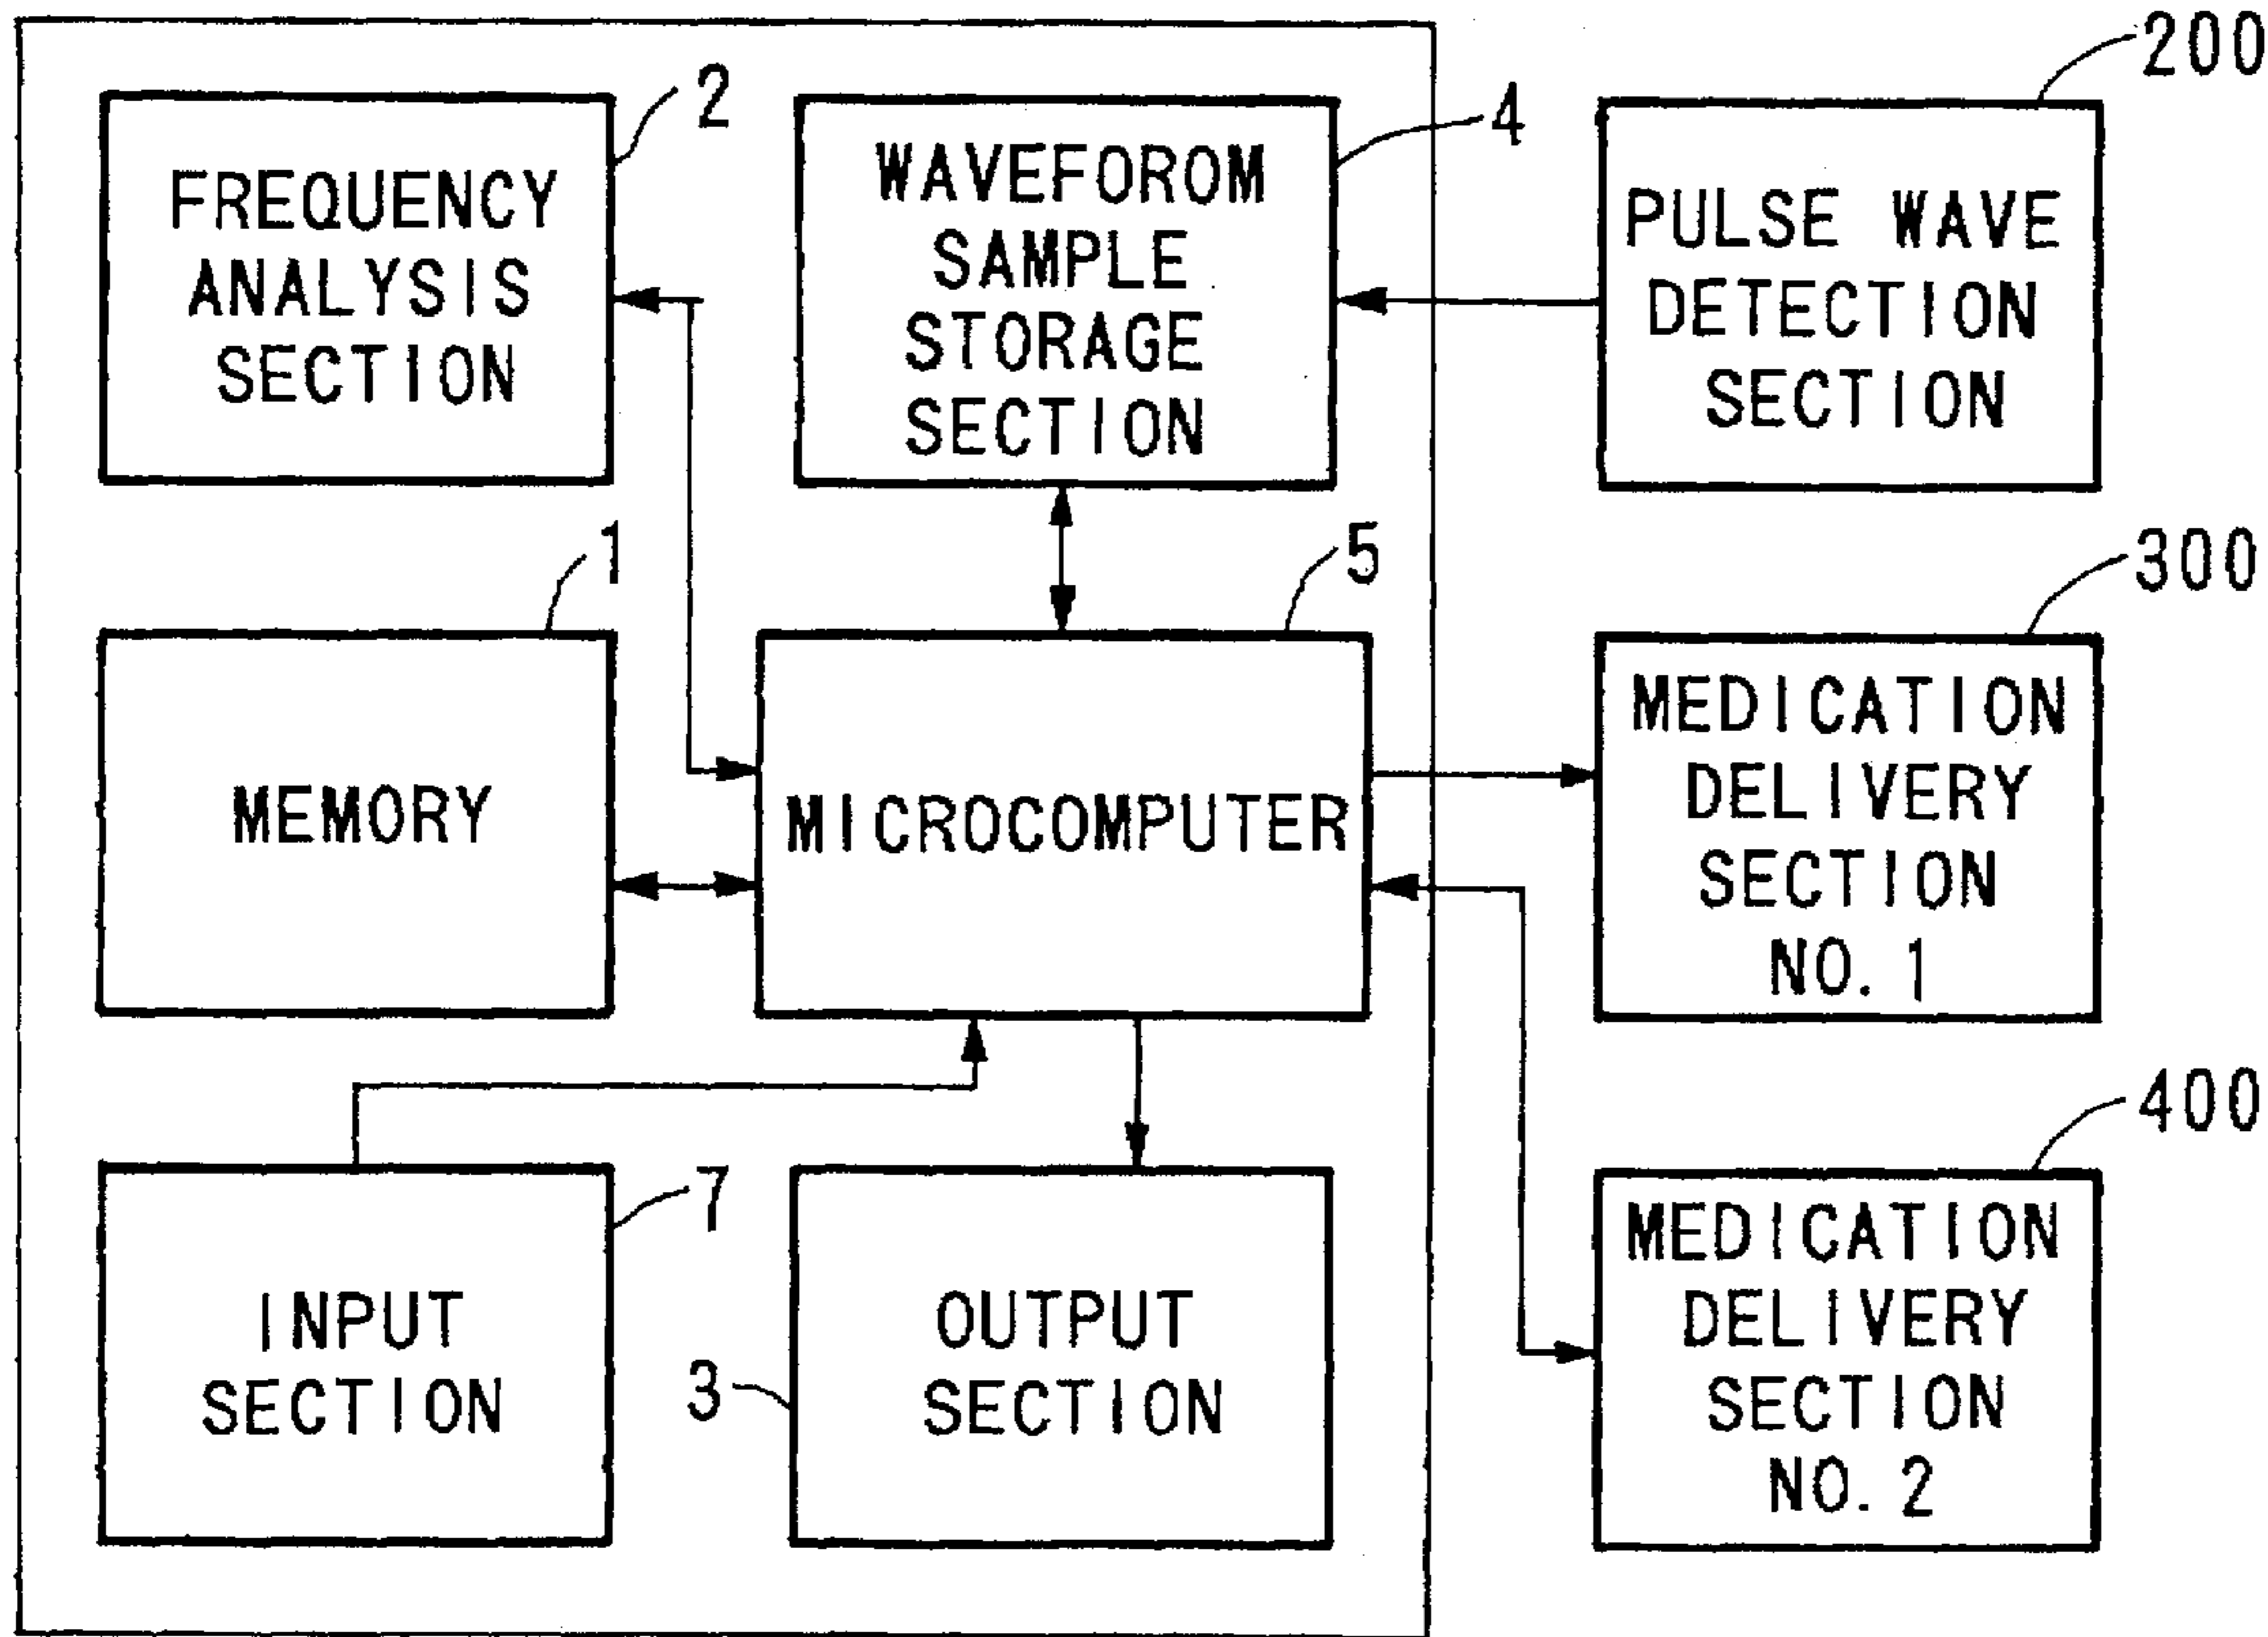 200
2
4
FREQUENCY
ANALYSIS
SECTION
WAVEFOROM
SAMPLE
STORAGE
SECTION
PULSE WAVE
DETECTION
SECTION
1
5
300
MEMORY
MICROCOMPUTER
MEDICATION
DELIVERY
SECTION
NO. 1
400
7
INPUT
SECTION
3
OUTPUT
SECTION
MEDICATION
DELIVERY
SECTION
NO. 2